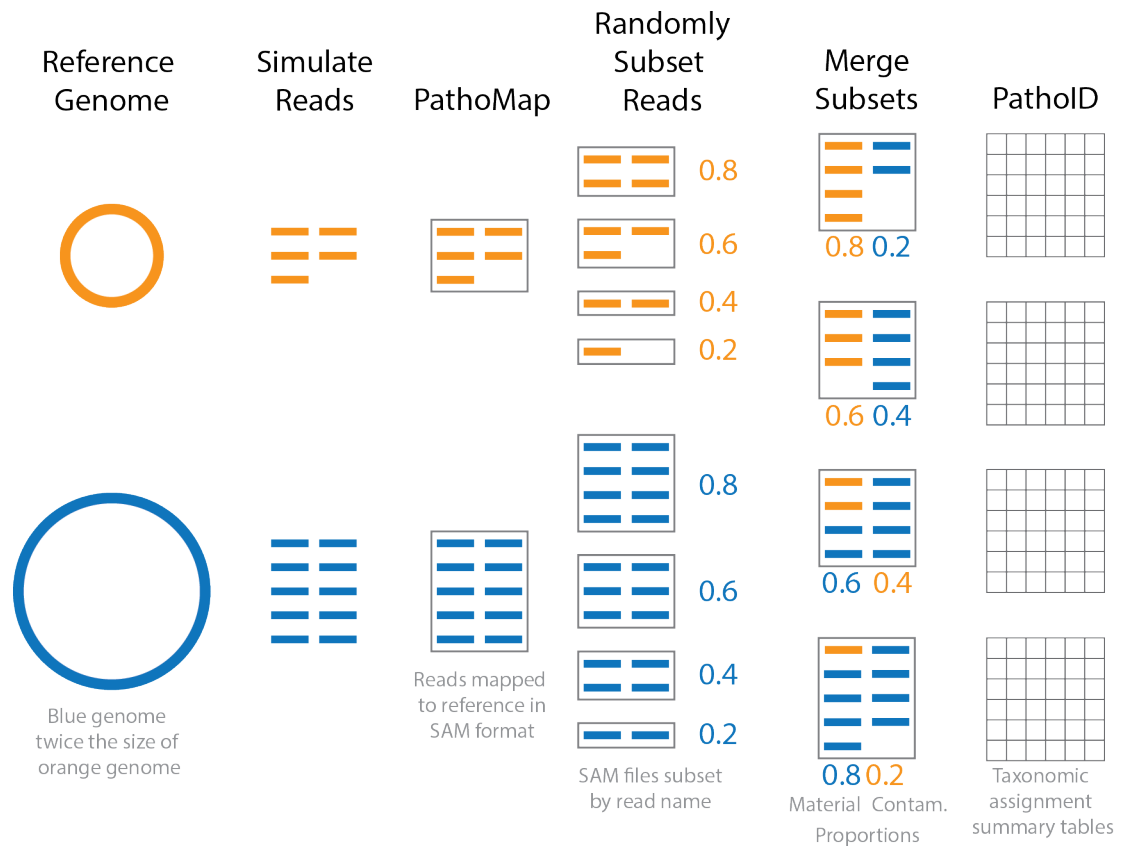 Reference
Genome
Simulate
Reads
PathoMap
Randomly
Subset
Reads
Merge
Subsets
PathoID
0.8
0.6
0.4
0.2
0.8
0.6
0.4
0.2
0.8 0.2
0.6 0.4
0.6 0.4
0.8 0.2
Blue genome
twice the size of
orange genome
Reads mapped
to reference in
SAM format
SAM files subset
by read name
Material Contam.
Proportions
Taxonomic
assignment
summary tables